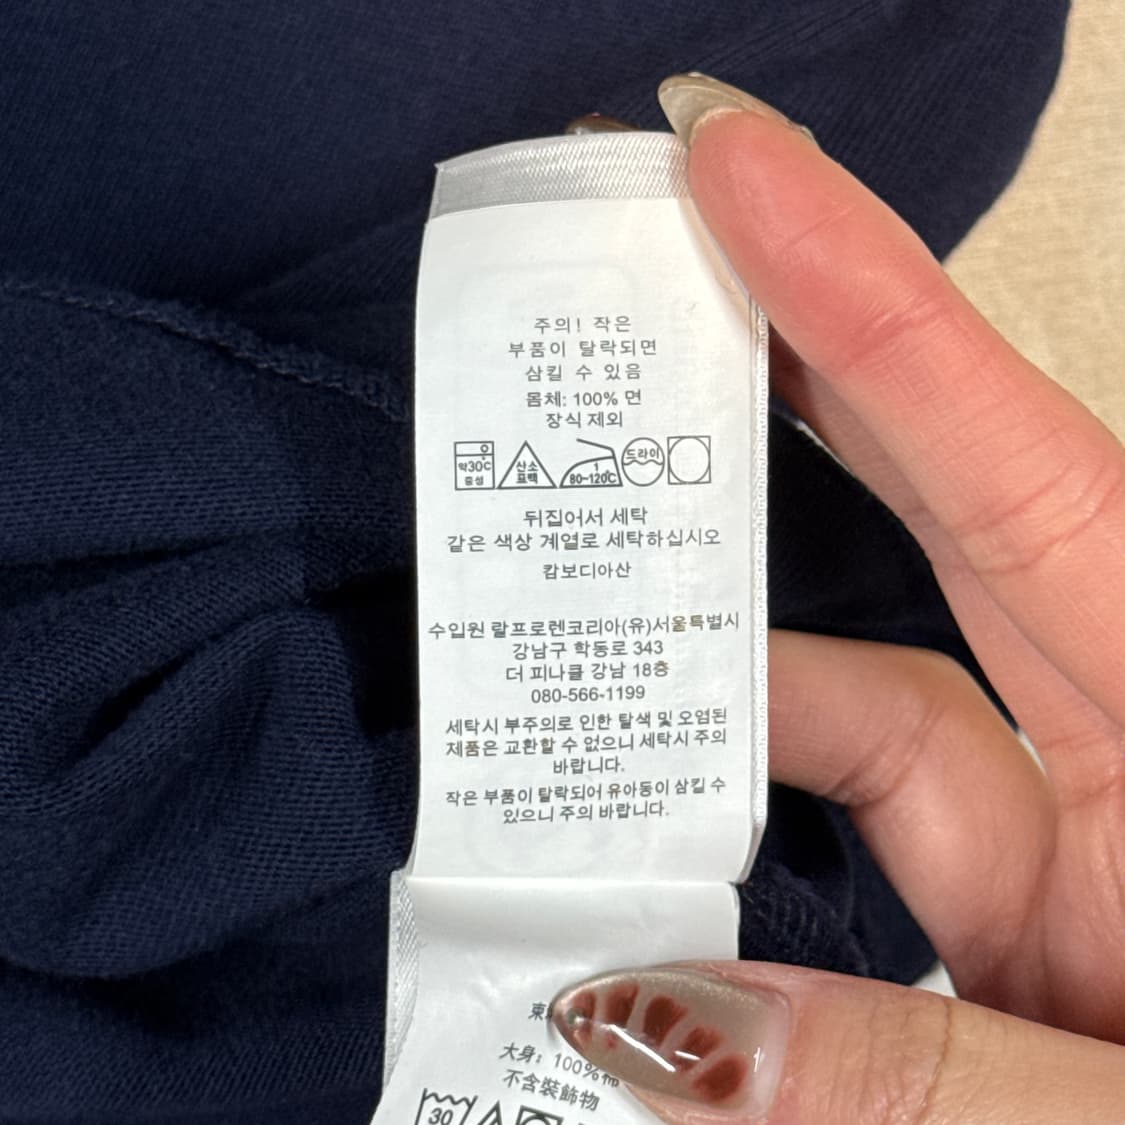 주의! 작은
부품이 탈락되면
삼킬 수 있음
몸체: 100% 면
장식 제외
약30℃
중성
산소
표백
1
80~120℃
드라이
뒤집어서 세탁
같은 색상 계열로 세탁하십시오
캄보디아산
수입원 랄프로렌코리아(유)서울특별시
강남구 학동로 343
더 피나클 강남 18층
080-566-1199
세탁시 부주의로 인한 탈색 및 오염된
제품은 교환할 수 없으니 세탁시 주의
바랍니다.
작은 부품이 탈락되어 유아동이 삼킬 수
있으니 주의 바랍니다.
大身: 100%棉
不含裝飾物
30